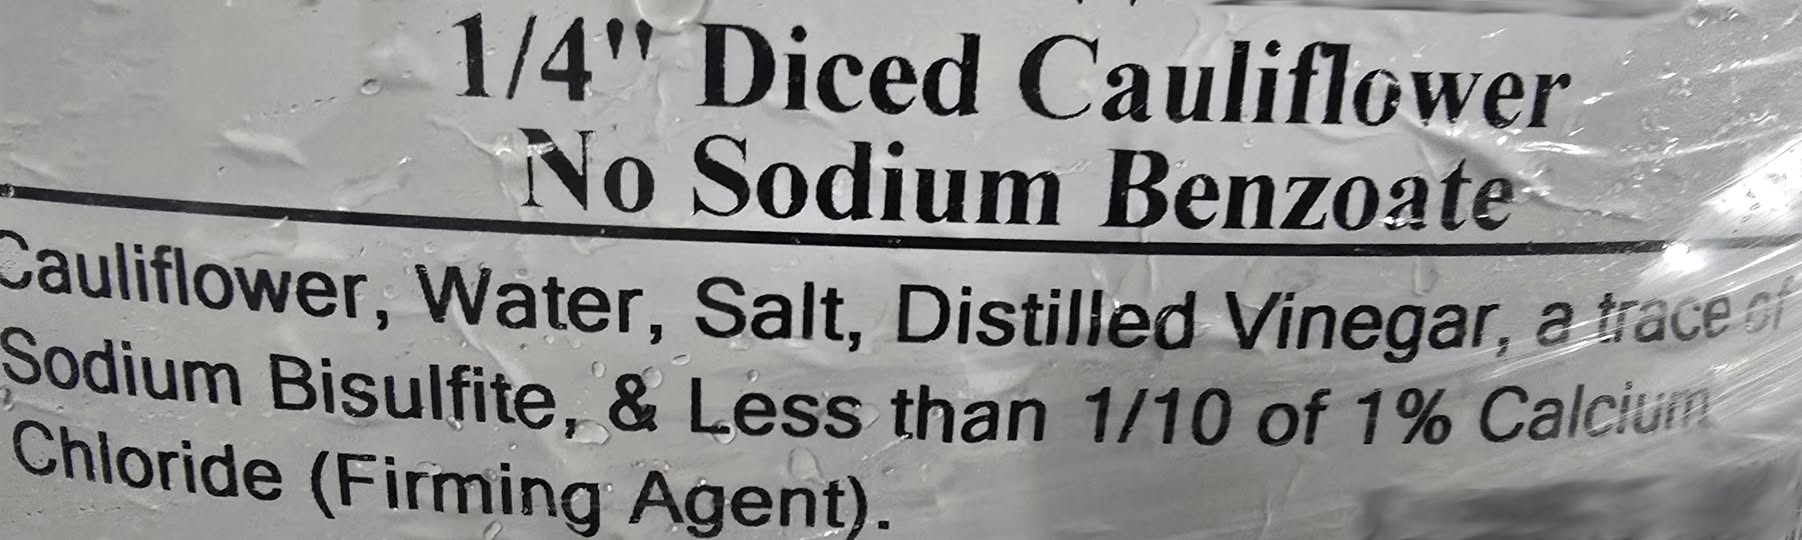 1/4" Diced Cauliflower
No Sodium Benzoate
Cauliflower, Water, Salt, Distilled Vinegar, a trace of
Sodium Bisulfite, & Less than 1/10 of 1% Calcium
Chloride (Firming Agent).